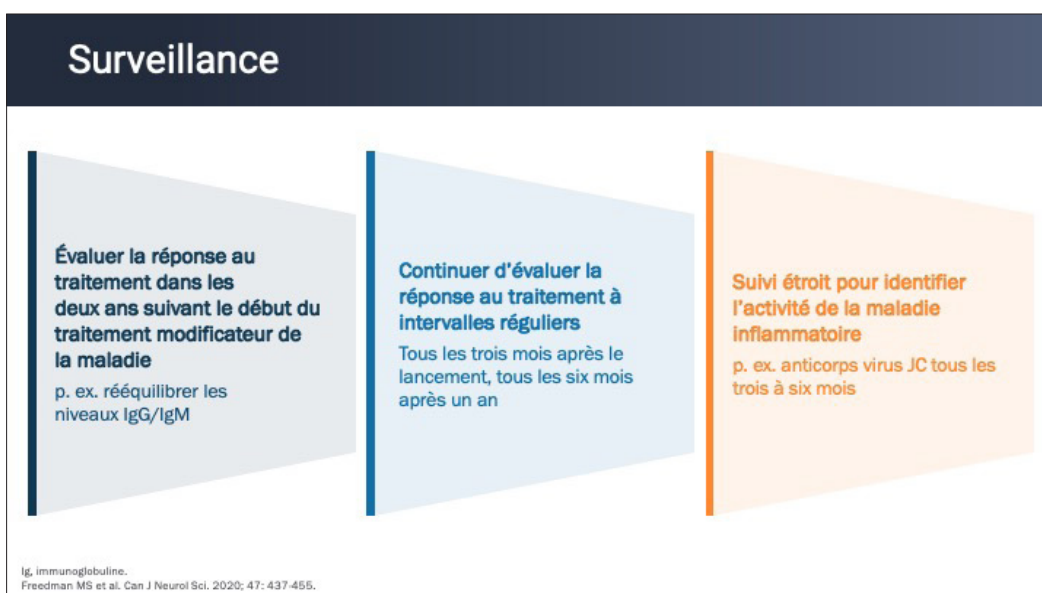 Surveillance
Évaluer la réponse au
traitement dans les
deux ans suivant le début du
traitement modificateur de
la maladie
p. ex. rééquilibrer les
niveaux IgG/IgM
Continuer d'évaluer la
réponse au traitement à
intervalles réguliers
Tous les trois mois après le
lancement, tous les six mois
après un an
Suivi étroit pour identifier
l'activité de la maladie
inflammatoire
p. ex. anticorps virus JC tous les
trois à six mois
Ig, immunoglobuline.
Freedman MS et al. Can J Neurol Sci. 2020; 47: 437-455.